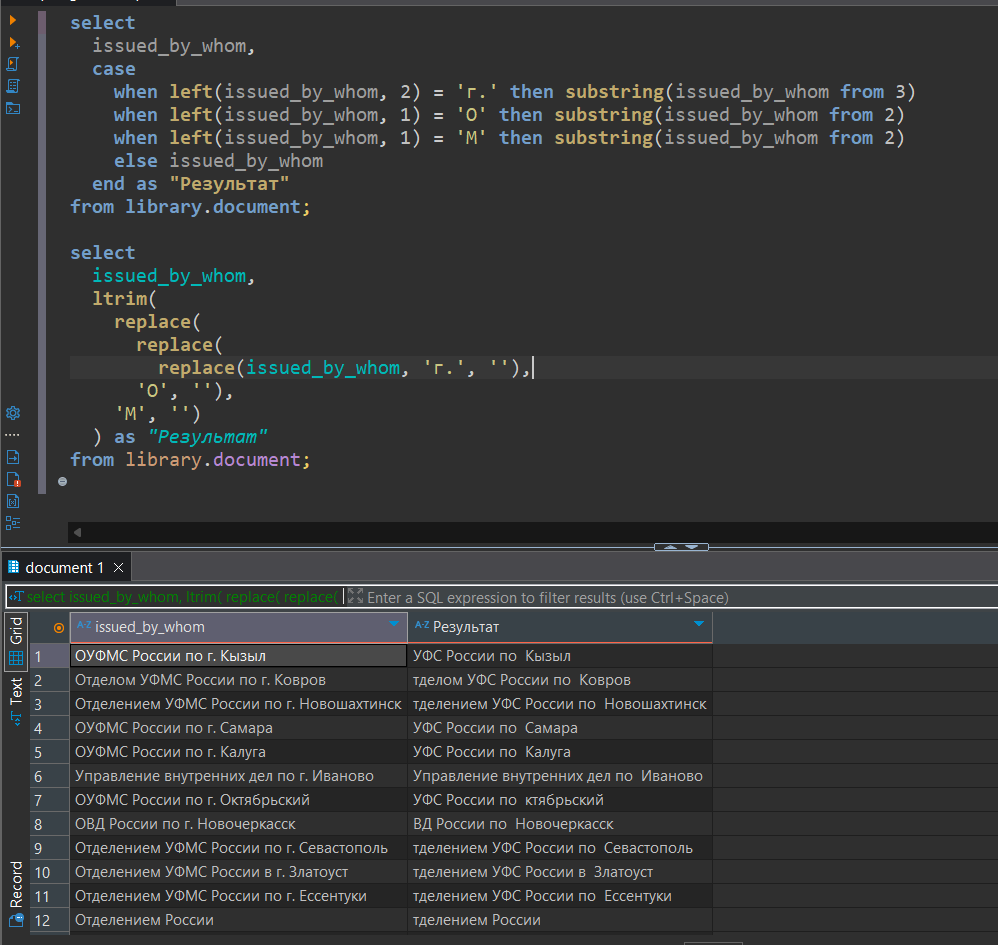 select
issued_by_whom,
case
when left(issued_by_whom, 2) = 'г.' then substring(issued_by_whom from 3)
when left(issued_by_whom, 1) = 'О' then substring(issued_by_whom from 2)
when left(issued_by_whom, 1) = 'М' then substring(issued_by_whom from 2)
else issued_by_whom
end as "Результат"
from library.document;
select
issued_by_whom,
ltrim(
replace(
replace(
replace(issued_by_whom, 'г.', ''),
'О', ''),
'М', '')
) as "Результат"
from library.document;
document 1
select issued_by_whom, ltrim( replace( replace( Enter a SQL expression to filter results (use Ctrl+Space)
Grid
Text
Record
A-Z issued_by_whom A-Z Результат
1 ОУФМС России по г. Кызыл УФС России по  Кызыл
2 Отделом УФМС России по г. Ковров тделом УФС России по  Ковров
3 Отделением УФМС России по г. Новошахтинск тделением УФС России по  Новошахтинск
4 ОУФМС России по г. Самара УФС России по  Самара
5 ОУФМС России по г. Калуга УФС России по  Калуга
6 Управление внутренних дел по г. Иваново Управление внутренних дел по  Иваново
7 ОУФМС России по г. Октябрьский УФС России по  ктябрьский
8 ОВД России по г. Новочеркасск ВД России по  Новочеркасск
9 Отделением УФМС России по г. Севастополь тделением УФС России по  Севастополь
10 Отделением УФМС России в г. Златоуст тделением УФС России в  Златоуст
11 Отделением УФМС России по г. Ессентуки тделением УФС России по  Ессентуки
12 Отделением России тделением России